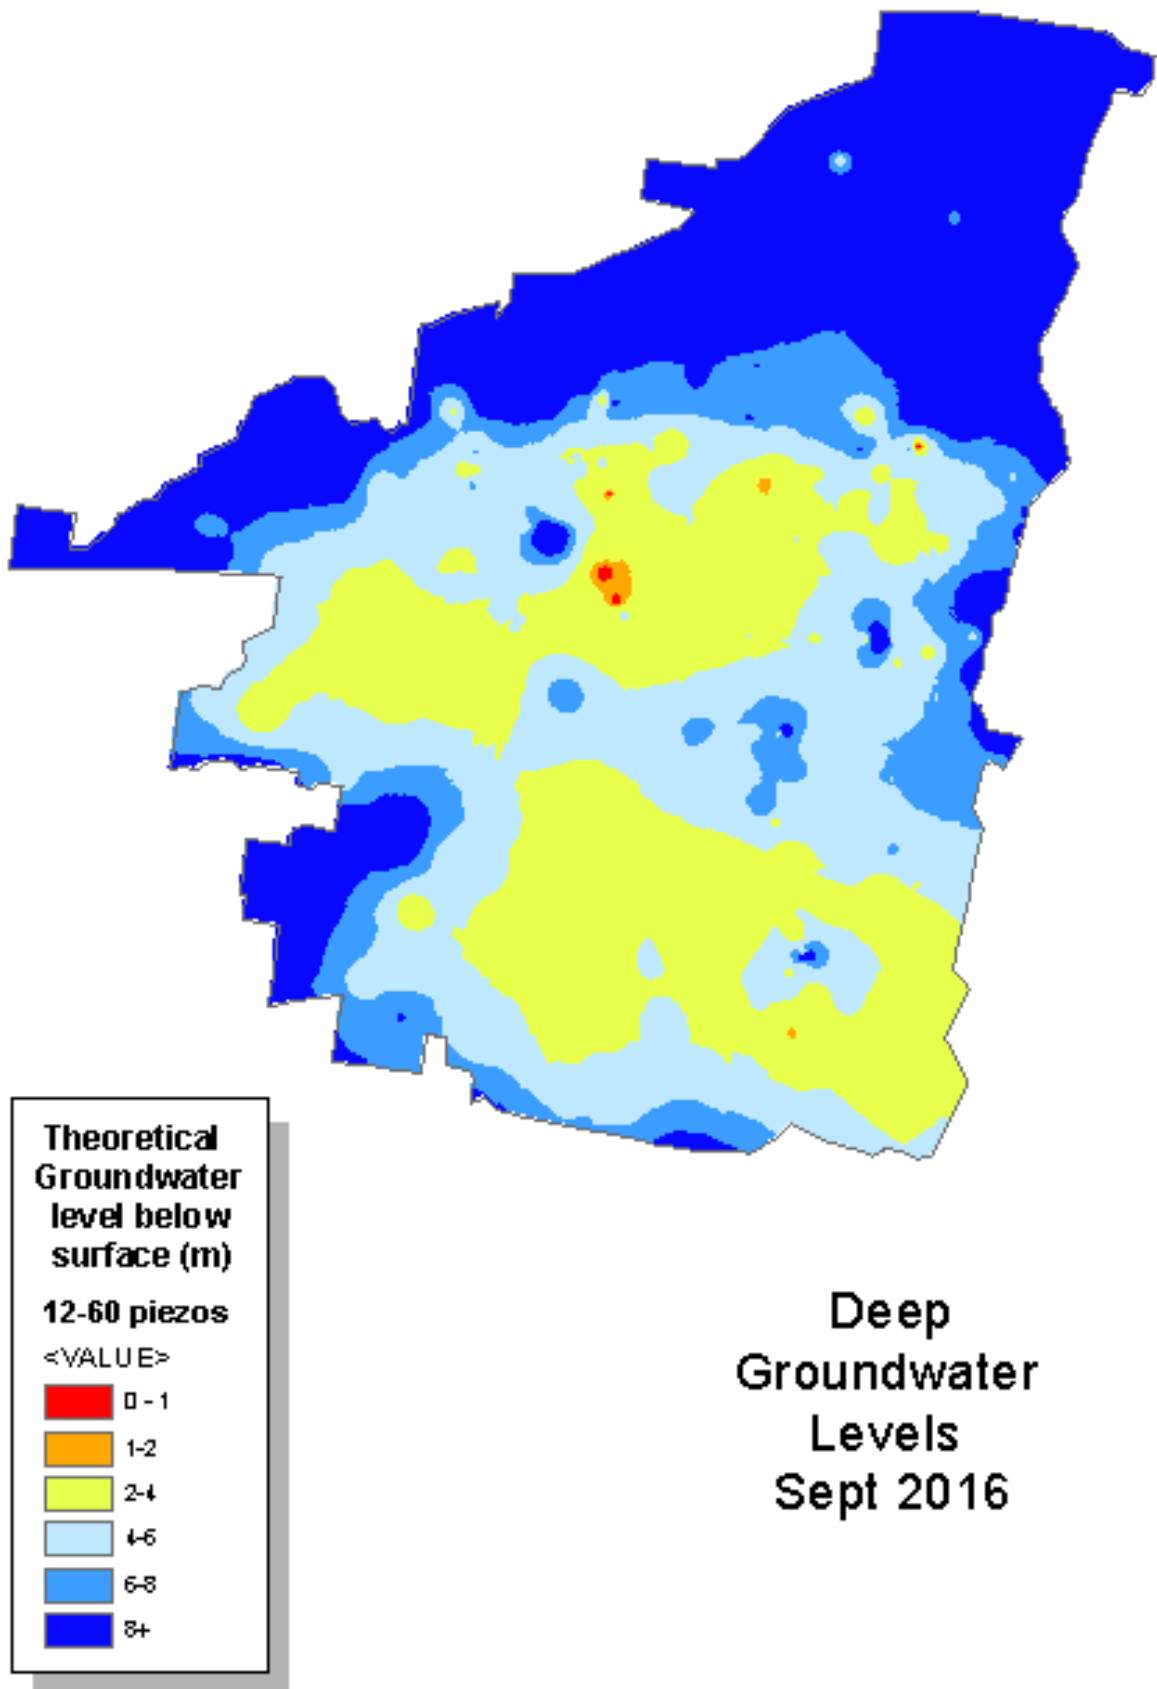 Theoretical
Groundwater
level below
surface (m)
12-60 piezos
<VALUE>
0 - 1
1-2
2-4
4-6
6-8
8+
Deep
Groundwater
Levels
Sept 2016